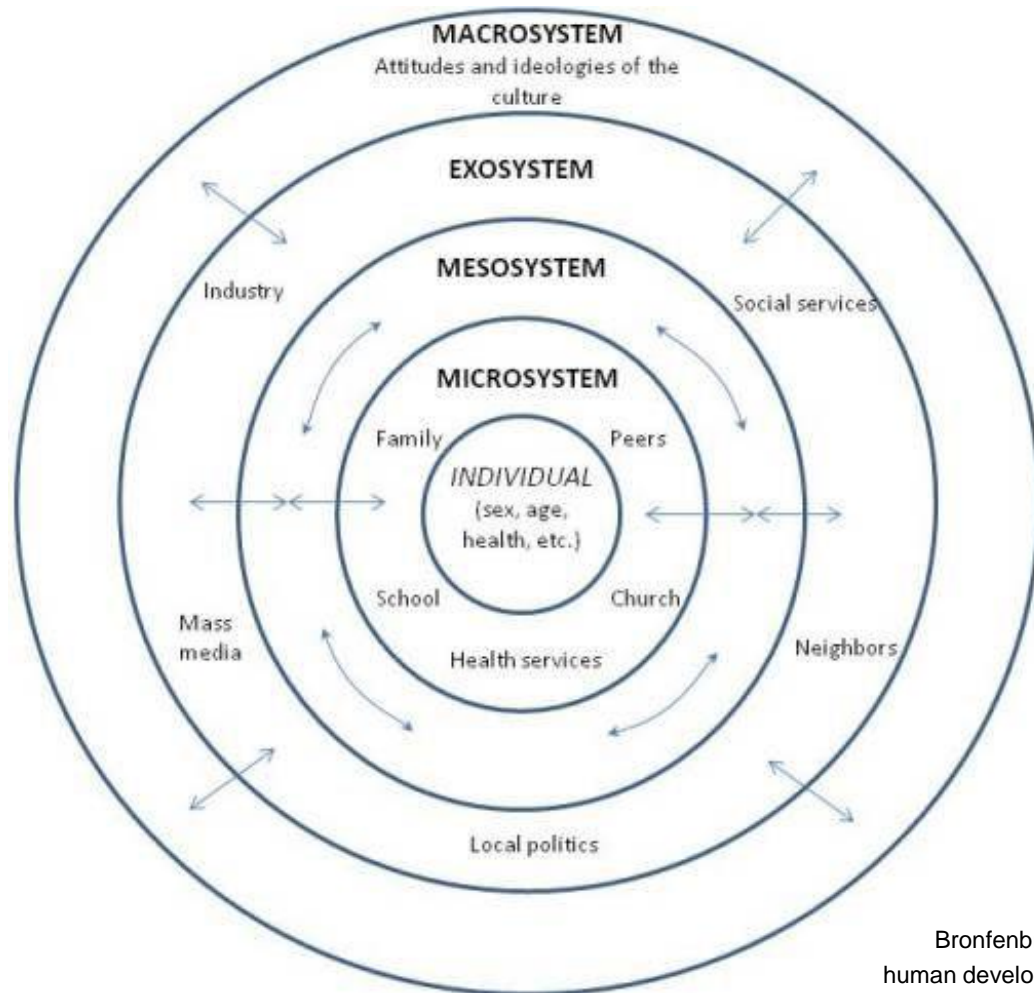 MACROSYSTEM
Attitudes and ideologies of the
culture
EXOSYSTEM
MESOSYSTEM
Industry
Social services
MICROSYSTEM
Family
Peers
INDIVIDUAL
(sex, age,
health, etc.)
School
Church
Mass
media
Health services
Neighbors
Local politics
Bronfenb
human develo